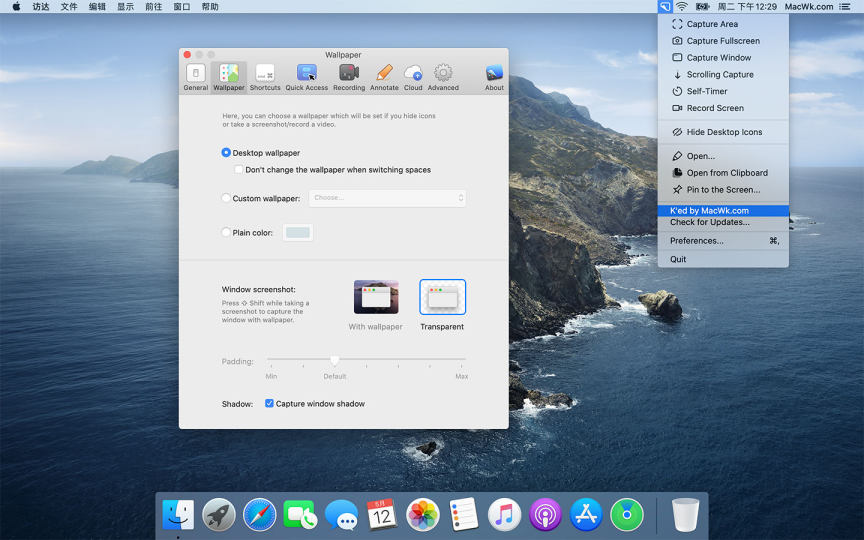 访达 文件 编辑 显示 前往 窗口 帮助
周二 下午12:29 MacWk.com
Wallpaper
General Wallpaper Shortcuts Quick Access Recording Annotate Cloud Advanced About
Here, you can choose a wallpaper which will be set if you hide icons
or take a screenshot/record a video.
Desktop wallpaper
Don't change the wallpaper when switching spaces
Custom wallpaper: Choose...
Plain color:
Window screenshot:
Press ⇧ Shift while taking a
screenshot to capture the
window with wallpaper.
With wallpaper Transparent
Padding:
Min Default Max
Shadow: Capture window shadow
Capture Area
Capture Fullscreen
Capture Window
Scrolling Capture
Self-Timer
Record Screen
Hide Desktop Icons
Open...
Open from Clipboard
Pin to the Screen...
K'ed by MacWk.com
Check for Updates...
Preferences... ⌘,
Quit
5月
12